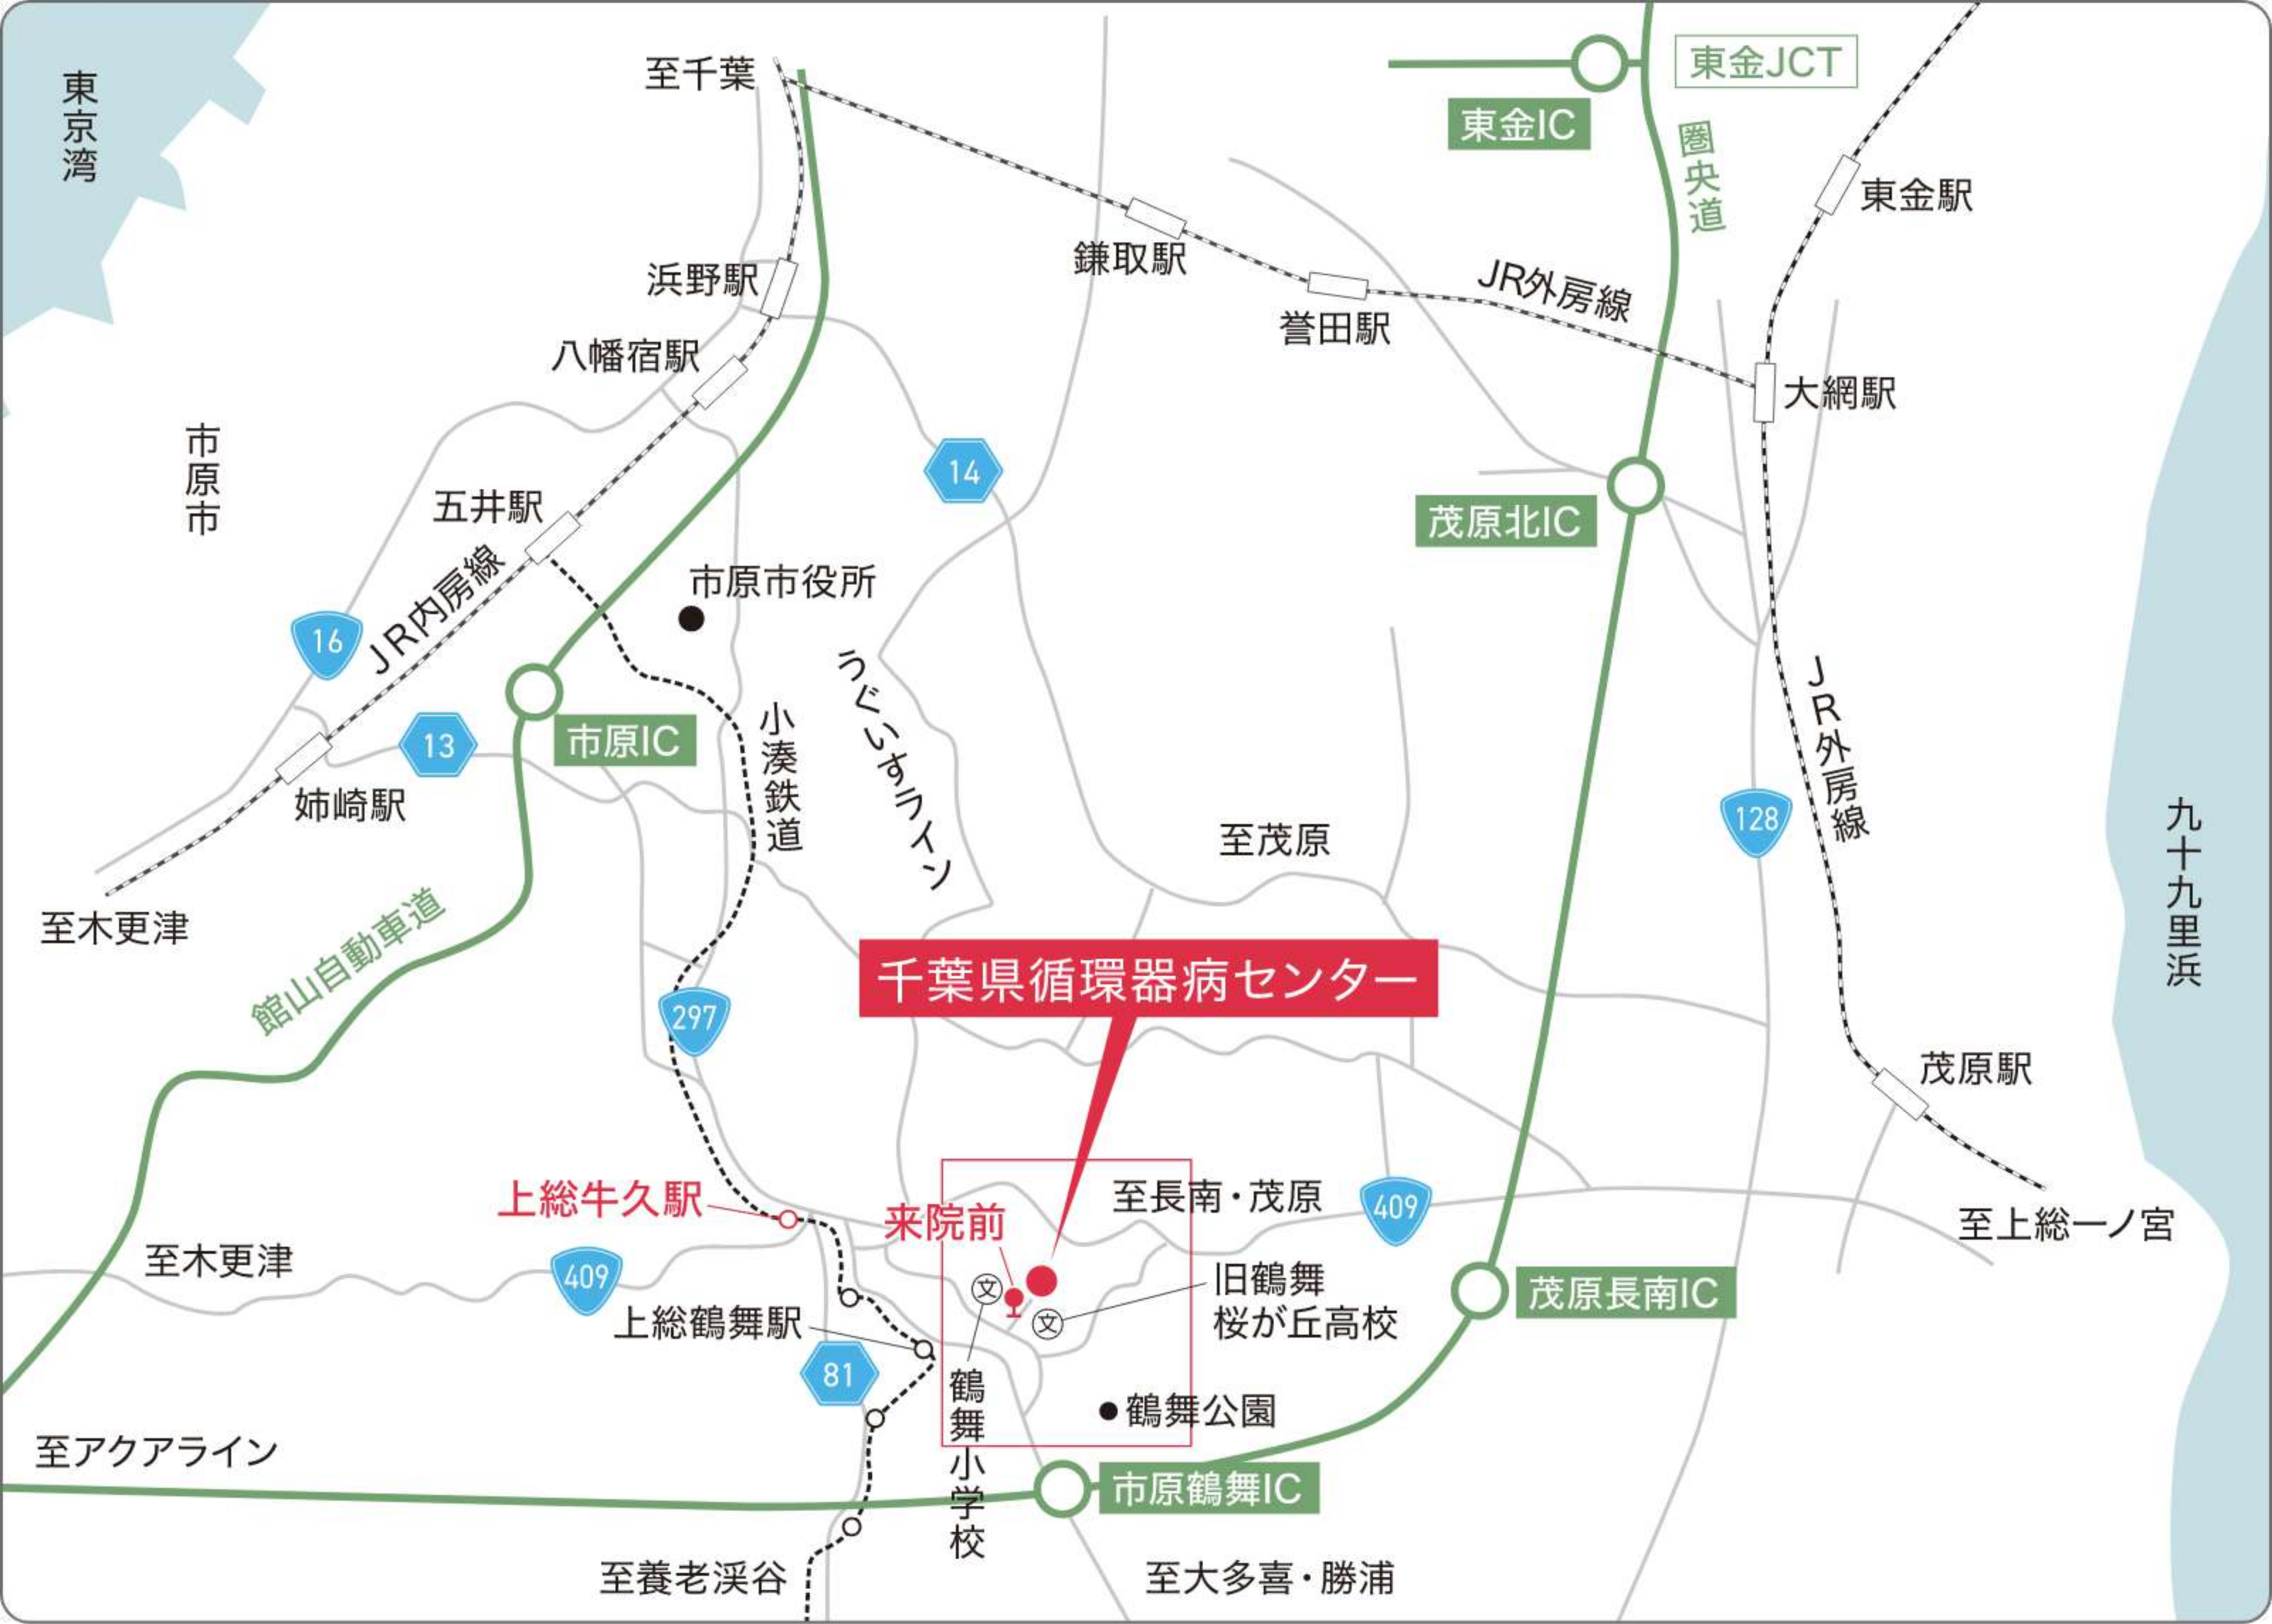 東京湾
至千葉
東金JCT
東金IC
圏央道
東金駅
鎌取駅
浜野駅
JR外房線
誉田駅
八幡宿駅
大網駅
市原市
14
五井駅
茂原北IC
JR内房線
市原市役所
16
うぐいすライン
JR外房線
小湊鉄道
13
市原IC
姉崎駅
128
九十九里浜
至茂原
至木更津
館山自動車道
千葉県循環器病センター
297
茂原駅
上総牛久駅
来院前
至長南・茂原
409
至上総一ノ宮
至木更津
409
文
旧鶴舞
桜が丘高校
文
茂原長南IC
上総鶴舞駅
81
鶴舞小学校
鶴舞公園
至アクアライン
市原鶴舞IC
至養老渓谷
至大多喜・勝浦